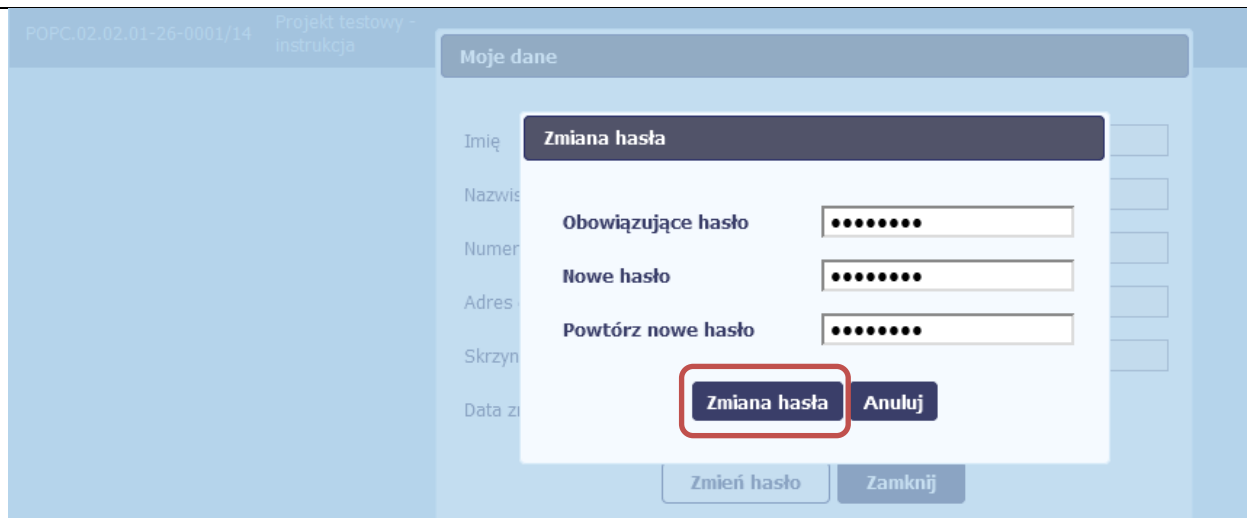 POPC.02.02.01-26-0001/14
Projekt testowy -
instrukcja
Moje dane
Imię
Zmiana hasła
Nazwis
Obowiązujące hasło
Numer
Nowe hasło
Adres
Powtórz nowe hasło
Skrzyn
Zmiana hasła Anuluj
Data
Zmień hasło Zamknij